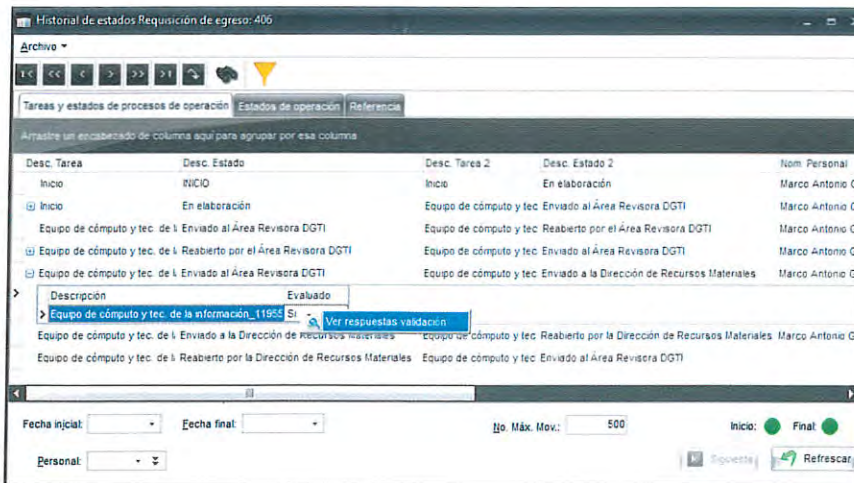 Historial de estados Requisición de egreso: 406
Archivo
Tareas y estados de procesos de operación Estados de operación Referencia
Arrastre un encabezado de columna aquí para agrupar por esa columna
Desc. Tarea Desc. Estado Desc. Tarea 2 Desc. Estado 2 Nom. Personal
Inicio INICIO Inicio En elaboración Marco Antonio G
Inicio En elaboración Equipo de cómputo y tec Enviado al Área Revisora DGTI Marco Antonio G
Equipo de cómputo y tec. de l Enviado al Área Revisora DGTI Equipo de cómputo y tec Reabierto por el Área Revisora DGTI Marco Antonio G
Equipo de cómputo y tec. de l Reabierto por el Área Revisora DGTI Equipo de cómputo y tec Enviado al Área Revisora DGTI Marco Antonio G
Equipo de cómputo y tec. de l Enviado al Área Revisora DGTI Equipo de cómputo y tec Enviado a la Dirección de Recursos Materiales Marco Antonio G
Descripción Evaluado
Equipo de cómputo y tec. de la información_11955 Si
Ver respuestas validación
Equipo de cómputo y tec. de l Enviado a la Dirección de Recursos Materiales Equipo de cómputo y tec Reabierto por la Dirección de Recursos Materiales Marco Antonio G
Equipo de cómputo y tec. de l Reabierto por la Dirección de Recursos Materiales Equipo de cómputo y tec Enviado al Área Revisora DGTI
Fecha inicial: Fecha final: No. Máx. Mov.: 500 Inicio: Final:
Personal: Siguiente Refrescar